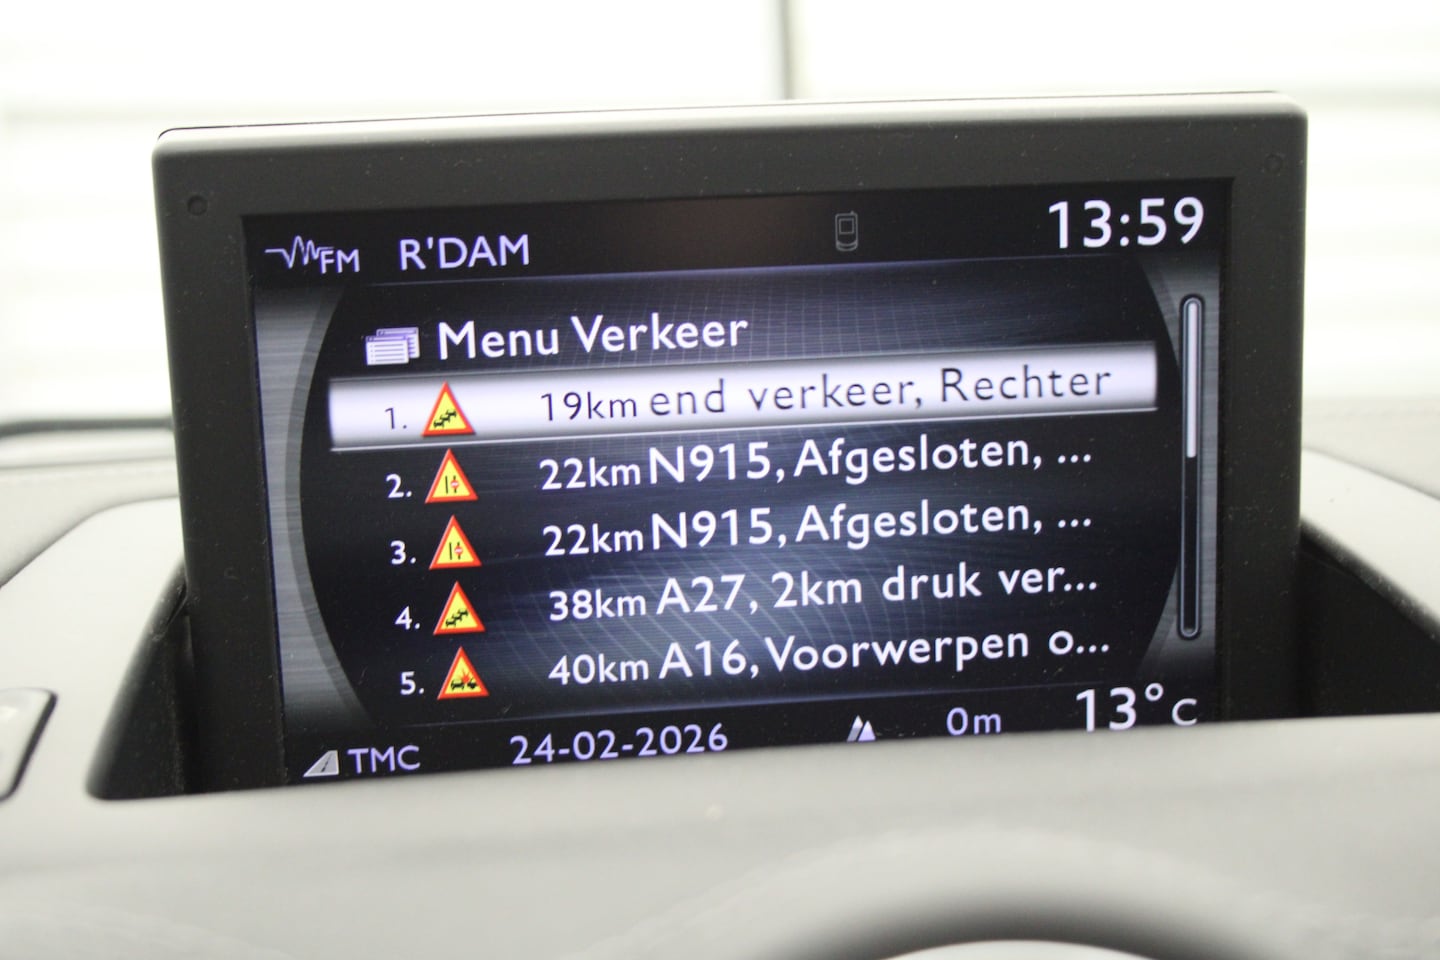 FM R'DAM 13:59
Menu Verkeer
1. 19km end verkeer, Rechter
2. 22km N915, Afgesloten, ...
3. 22km N915, Afgesloten, ...
4. 38km A27, 2km druk ver...
5. 40km A16, Voorwerpen o...
TMC 24-02-2026 0m 13°C